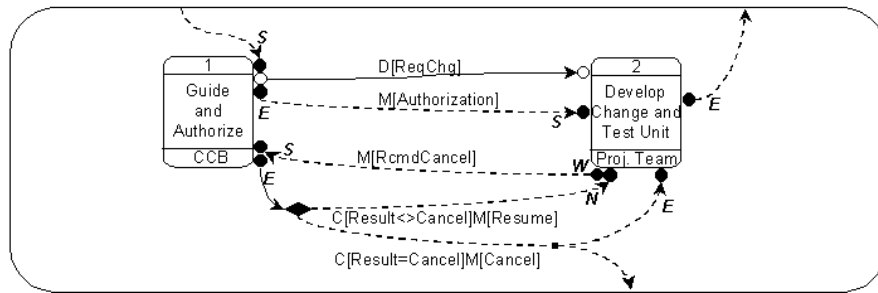 S
1
Guide
and
Authorize
CCB
E
D[ReqChg]
M[Authorization]
S
2
Develop
Change and
Test Unit
Proj. Team
E
S
M[RcmdCancel]
W
E
N
E
C[Result<>Cancel]M[Resume]
C[Result=Cancel]M[Cancel]